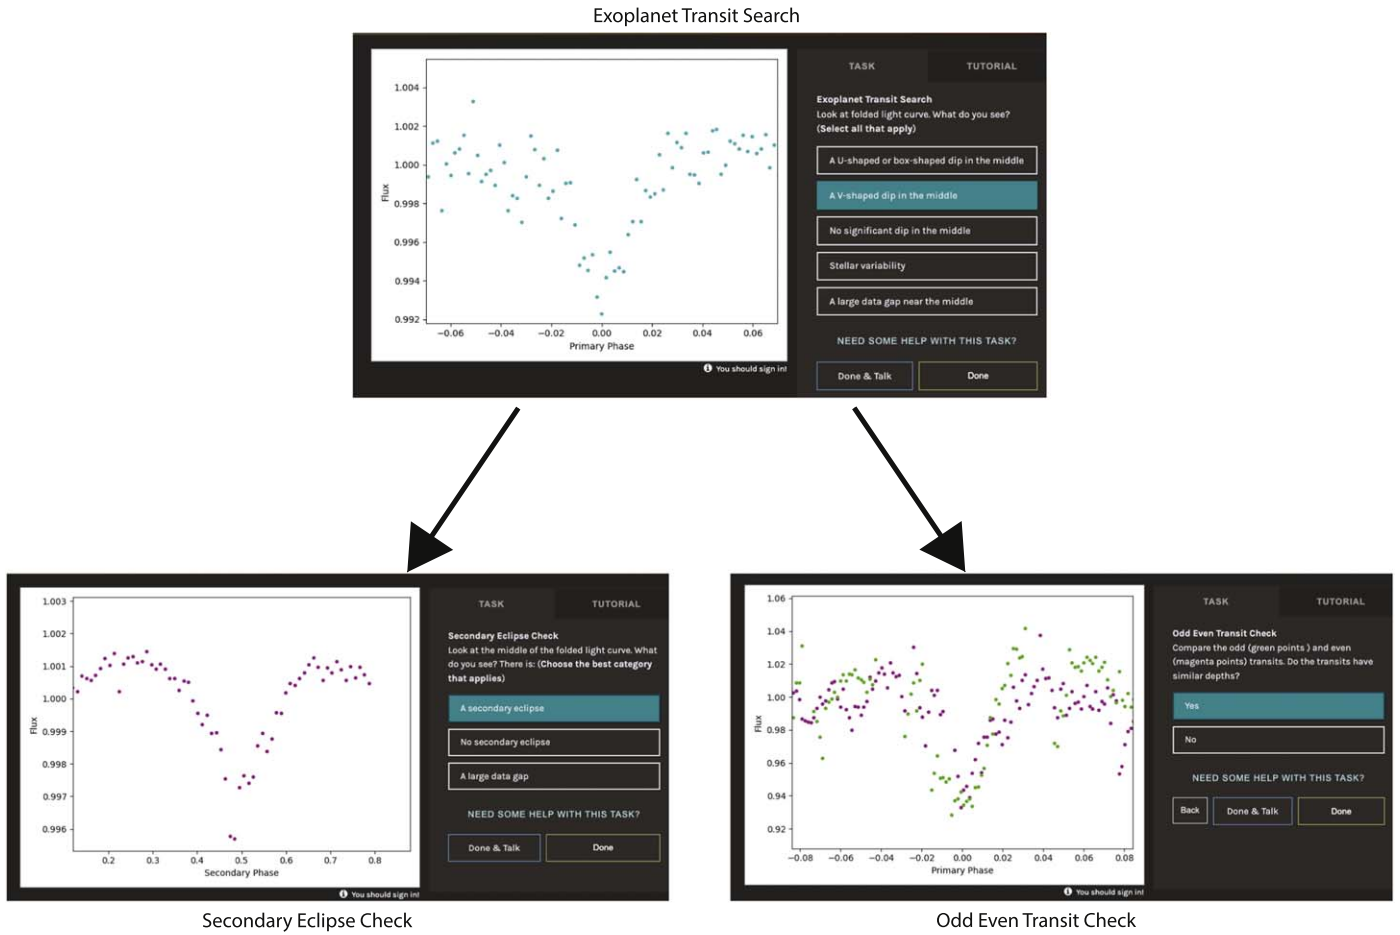 Exoplanet Transit Search
TASK
TUTORIAL
Exoplanet Transit Search
Look at folded light curve. What do you see?
(Select all that apply)
A U-shaped or box-shaped dip in the middle
A V-shaped dip in the middle
No significant dip in the middle
Stellar variability
A large data gap near the middle
NEED SOME HELP WITH THIS TASK?
Done & Talk
Done
1.004
1.002
1.000
0.998
0.996
0.994
0.992
Flux
−0.06 −0.04 −0.02 0.00 0.02 0.04 0.06
Primary Phase
You should sign in!
TASK
TUTORIAL
Secondary Eclipse Check
Look at the middle of the folded light curve. What
do you see? There is: (Choose the best category
that applies)
A secondary eclipse
No secondary eclipse
A large data gap
NEED SOME HELP WITH THIS TASK?
Done & Talk
Done
1.003
1.002
1.001
1.000
0.999
0.998
0.997
0.996
Flux
0.2 0.3 0.4 0.5 0.6 0.7 0.8
Secondary Phase
You should sign in!
Secondary Eclipse Check
TASK
TUTORIAL
Odd Even Transit Check
Compare the odd (green points ) and even
(magenta points) transits. Do the transits have
similar depths?
Yes
No
NEED SOME HELP WITH THIS TASK?
Back
Done & Talk
Done
1.06
1.04
1.02
1.00
0.98
0.96
0.94
0.92
Flux
−0.08 −0.06 −0.04 −0.02 0.00 0.02 0.04 0.06 0.08
Primary Phase
You should sign in!
Odd Even Transit Check